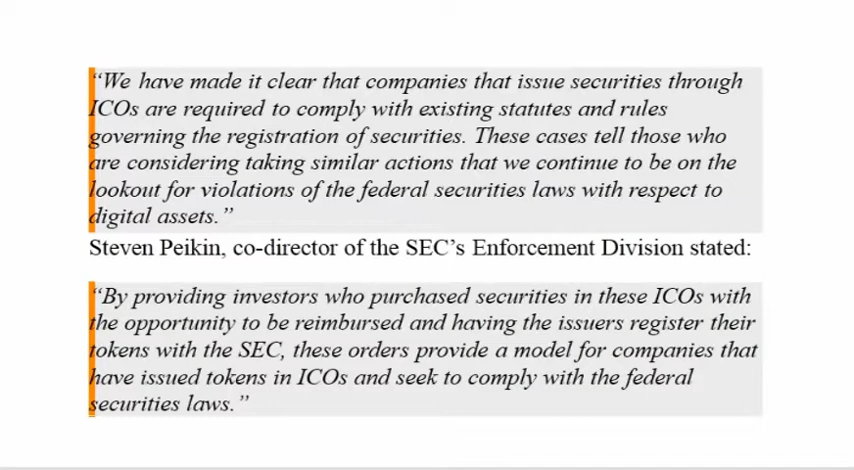 “We have made it clear that companies that issue securities through
ICOs are required to comply with existing statutes and rules
governing the registration of securities. These cases tell those who
are considering taking similar actions that we continue to be on the
lookout for violations of the federal securities laws with respect to
digital assets.”
Steven Peikin, co-director of the SEC’s Enforcement Division stated:
“By providing investors who purchased securities in these ICOs with
the opportunity to be reimbursed and having the issuers register their
tokens with the SEC, these orders provide a model for companies that
have issued tokens in ICOs and seek to comply with the federal
securities laws.”